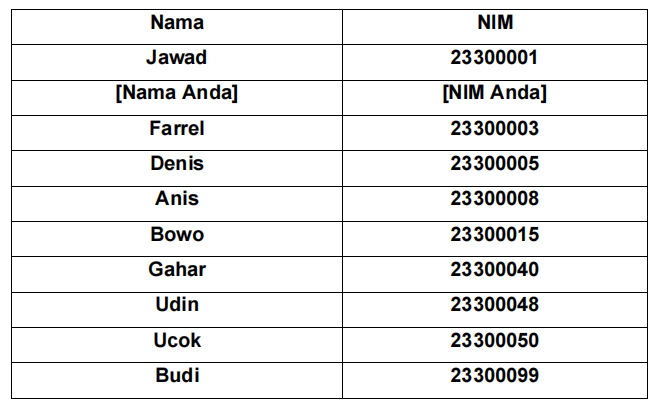 Nama NIM
Jawad 23300001
[Nama Anda] [NIM Anda]
Farrel 23300003
Denis 23300005
Anis 23300008
Bowo 23300015
Gahar 23300040
Udin 23300048
Ucok 23300050
Budi 23300099